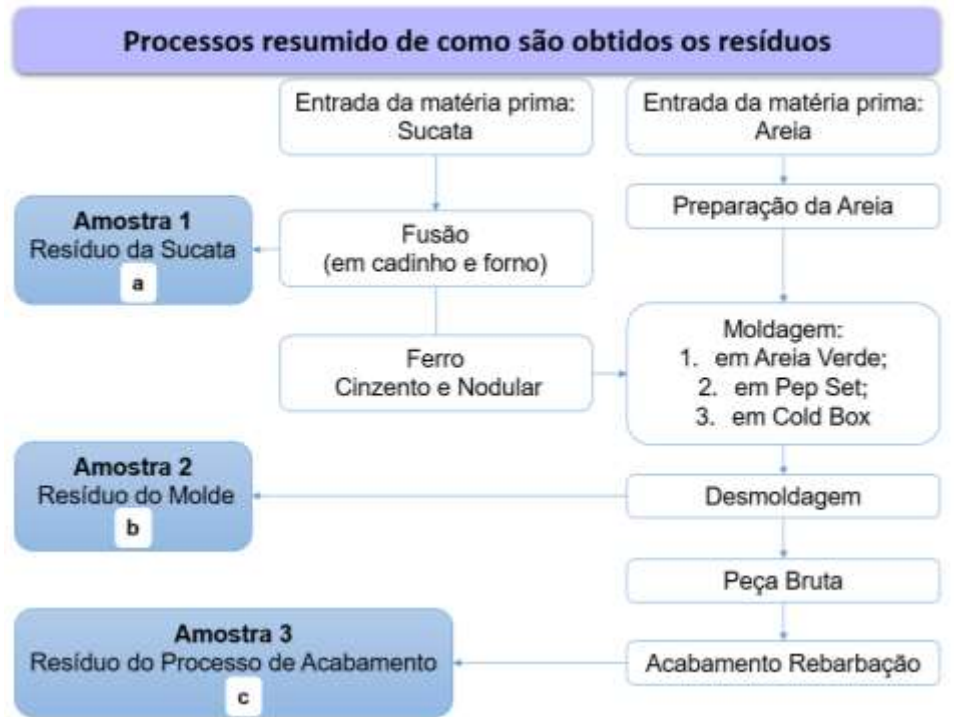 Processos resumido de como são obtidos os resíduos
Entrada da matéria prima:
Sucata
Entrada da matéria prima:
Areia
Preparação da Areia
Amostra 1
Resíduo da Sucata
a
Fusão
(em cadinho e forno)
Moldagem:
1. em Areia Verde;
2. em Pep Set;
3. em Cold Box
Ferro
Cinzento e Nodular
Amostra 2
Resíduo do Molde
b
Desmoldagem
Peça Bruta
Amostra 3
Resíduo do Processo de Acabamento
c
Acabamento Rebarbação